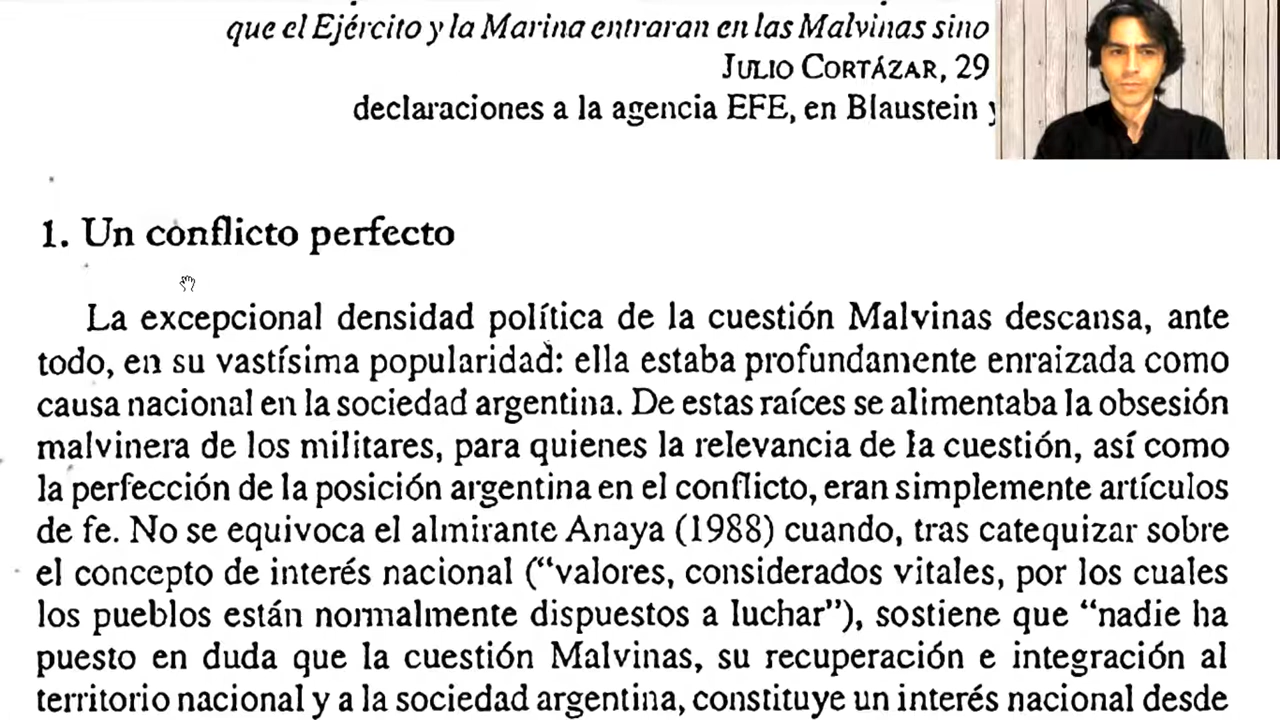 que el Ejército y la Marina entraran en las Malvinas sino
JULIO CORTÁZAR, 29
declaraciones a la agencia EFE, en Blaustein y
1. Un conflicto perfecto
La excepcional densidad política de la cuestión Malvinas descansa, ante
todo, en su vastísima popularidad: ella estaba profundamente enraizada como
causa nacional en la sociedad argentina. De estas raíces se alimentaba la obsesión
malvinera de los militares, para quienes la relevancia de la cuestión, así como
la perfección de la posición argentina en el conflicto, eran simplemente artículos
de fe. No se equivoca el almirante Anaya (1988) cuando, tras catequizar sobre
el concepto de interés nacional (“valores, considerados vitales, por los cuales
los pueblos están normalmente dispuestos a luchar”), sostiene que “nadie ha
puesto en duda que la cuestión Malvinas, su recuperación e integración al
territorio nacional y a la sociedad argentina, constituye un interés nacional desde